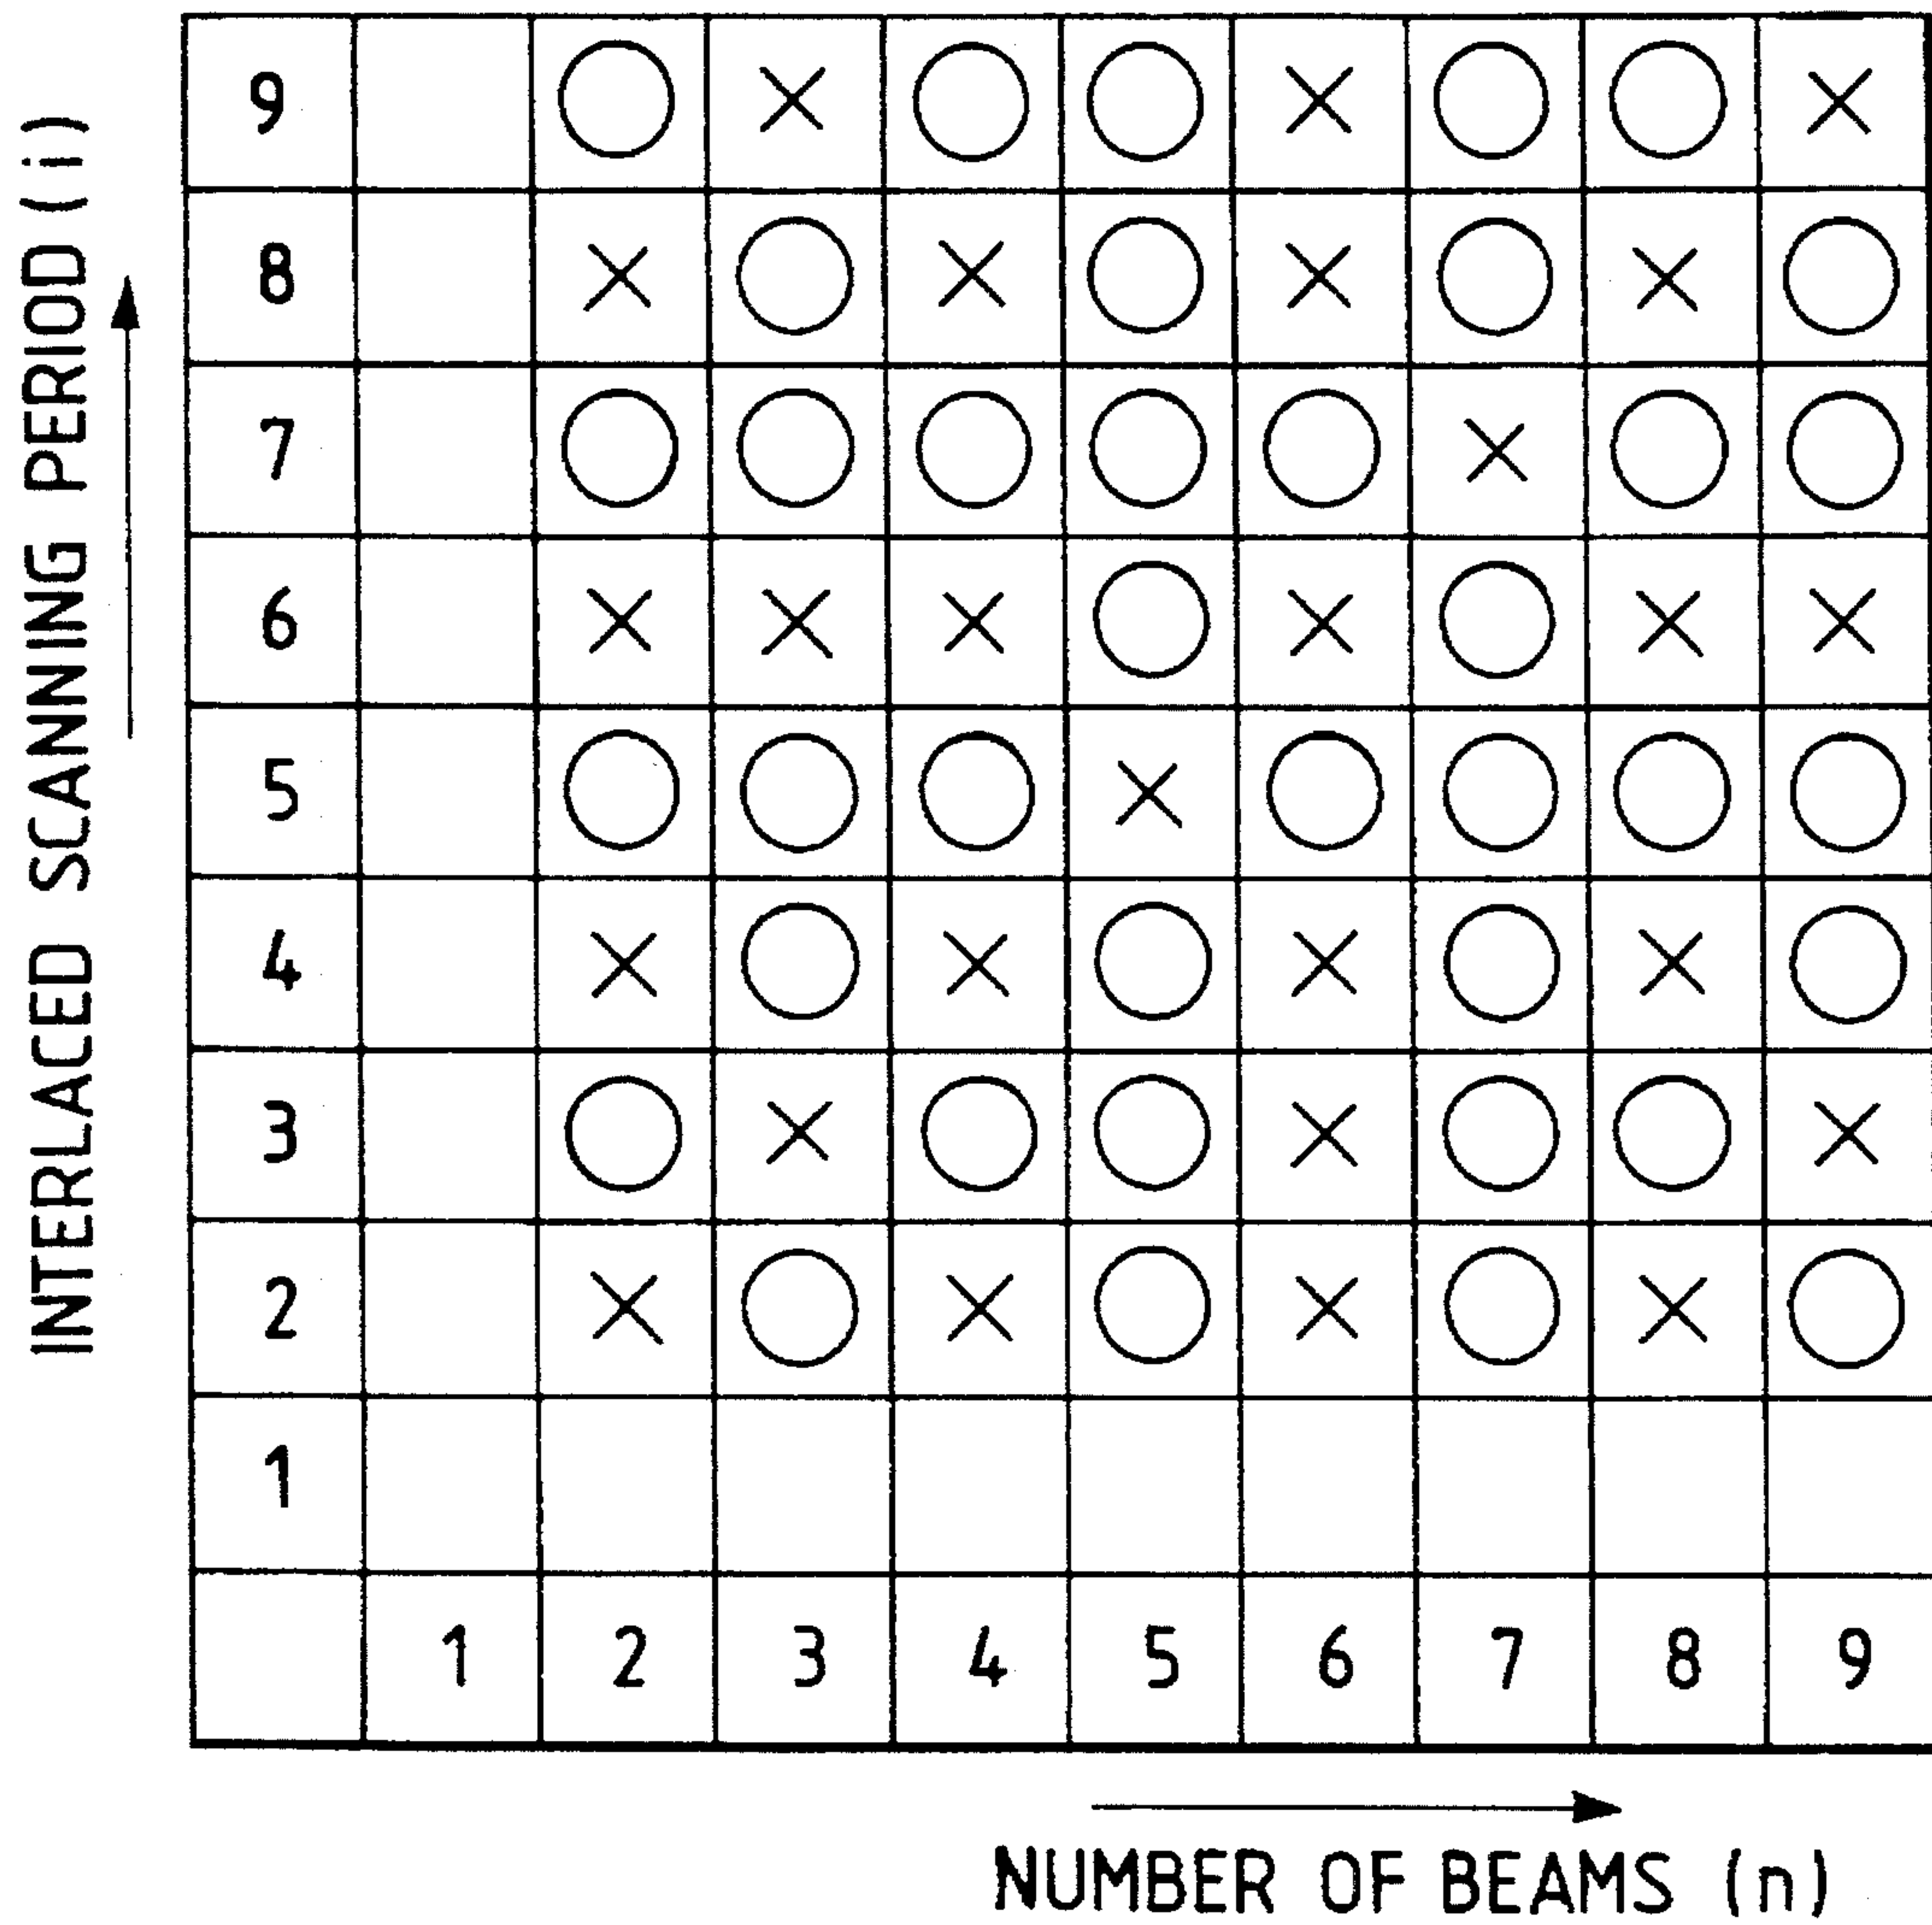 INTERLACED SCANNING PERIOD (i)
9 ○ × ○ ○ × ○ ○ ×
8 × ○ × ○ × ○ × ○
7 ○ ○ ○ ○ ○ × ○ ○
6 × × × ○ × ○ × ×
5 ○ ○ ○ × ○ ○ ○ ○
4 × ○ × ○ × ○ × ○
3 ○ × ○ ○ × ○ ○ ×
2 × ○ × ○ × ○ × ○
1
1 2 3 4 5 6 7 8 9
NUMBER OF BEAMS (n)